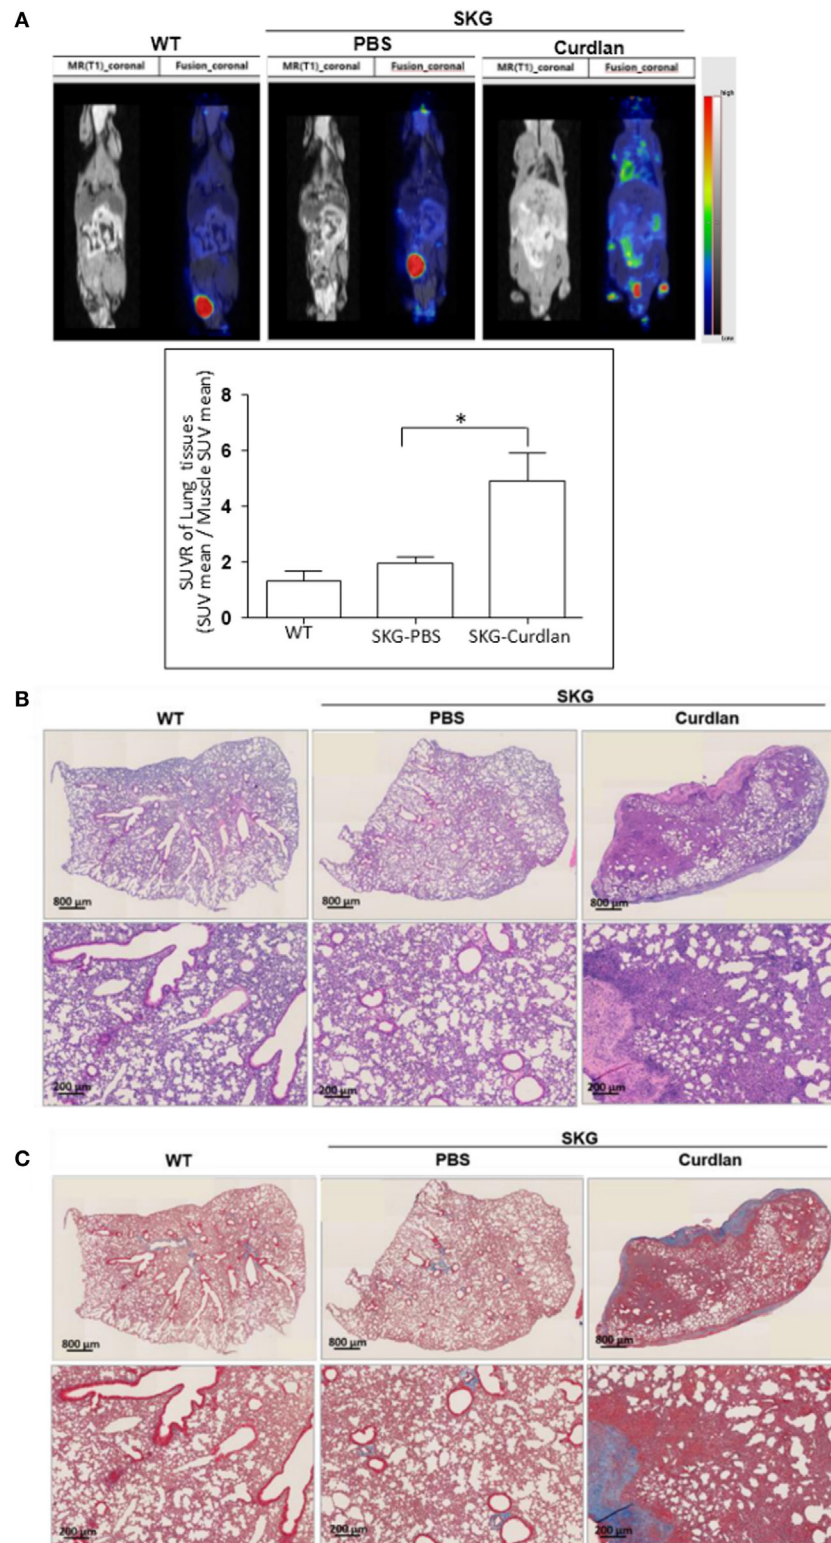 A
SKG
WT PBS Curdlan
MR(T1)_coronal Fusion_coronal MR(T1)_coronal Fusion_coronal MR(T1)_coronal Fusion_coronal
high
Low
SUVR of Lung tissues
(SUV mean / Muscle SUV mean)
8
*
6
4
2
0
WT SKG-PBS SKG-Curdlan
B
SKG
WT PBS Curdlan
800 µm 800 µm 800 µm
200 µm 200 µm 200 µm
C
SKG
WT PBS Curdlan
800 µm 800 µm 800 µm
200 µm 200 µm 200 µm